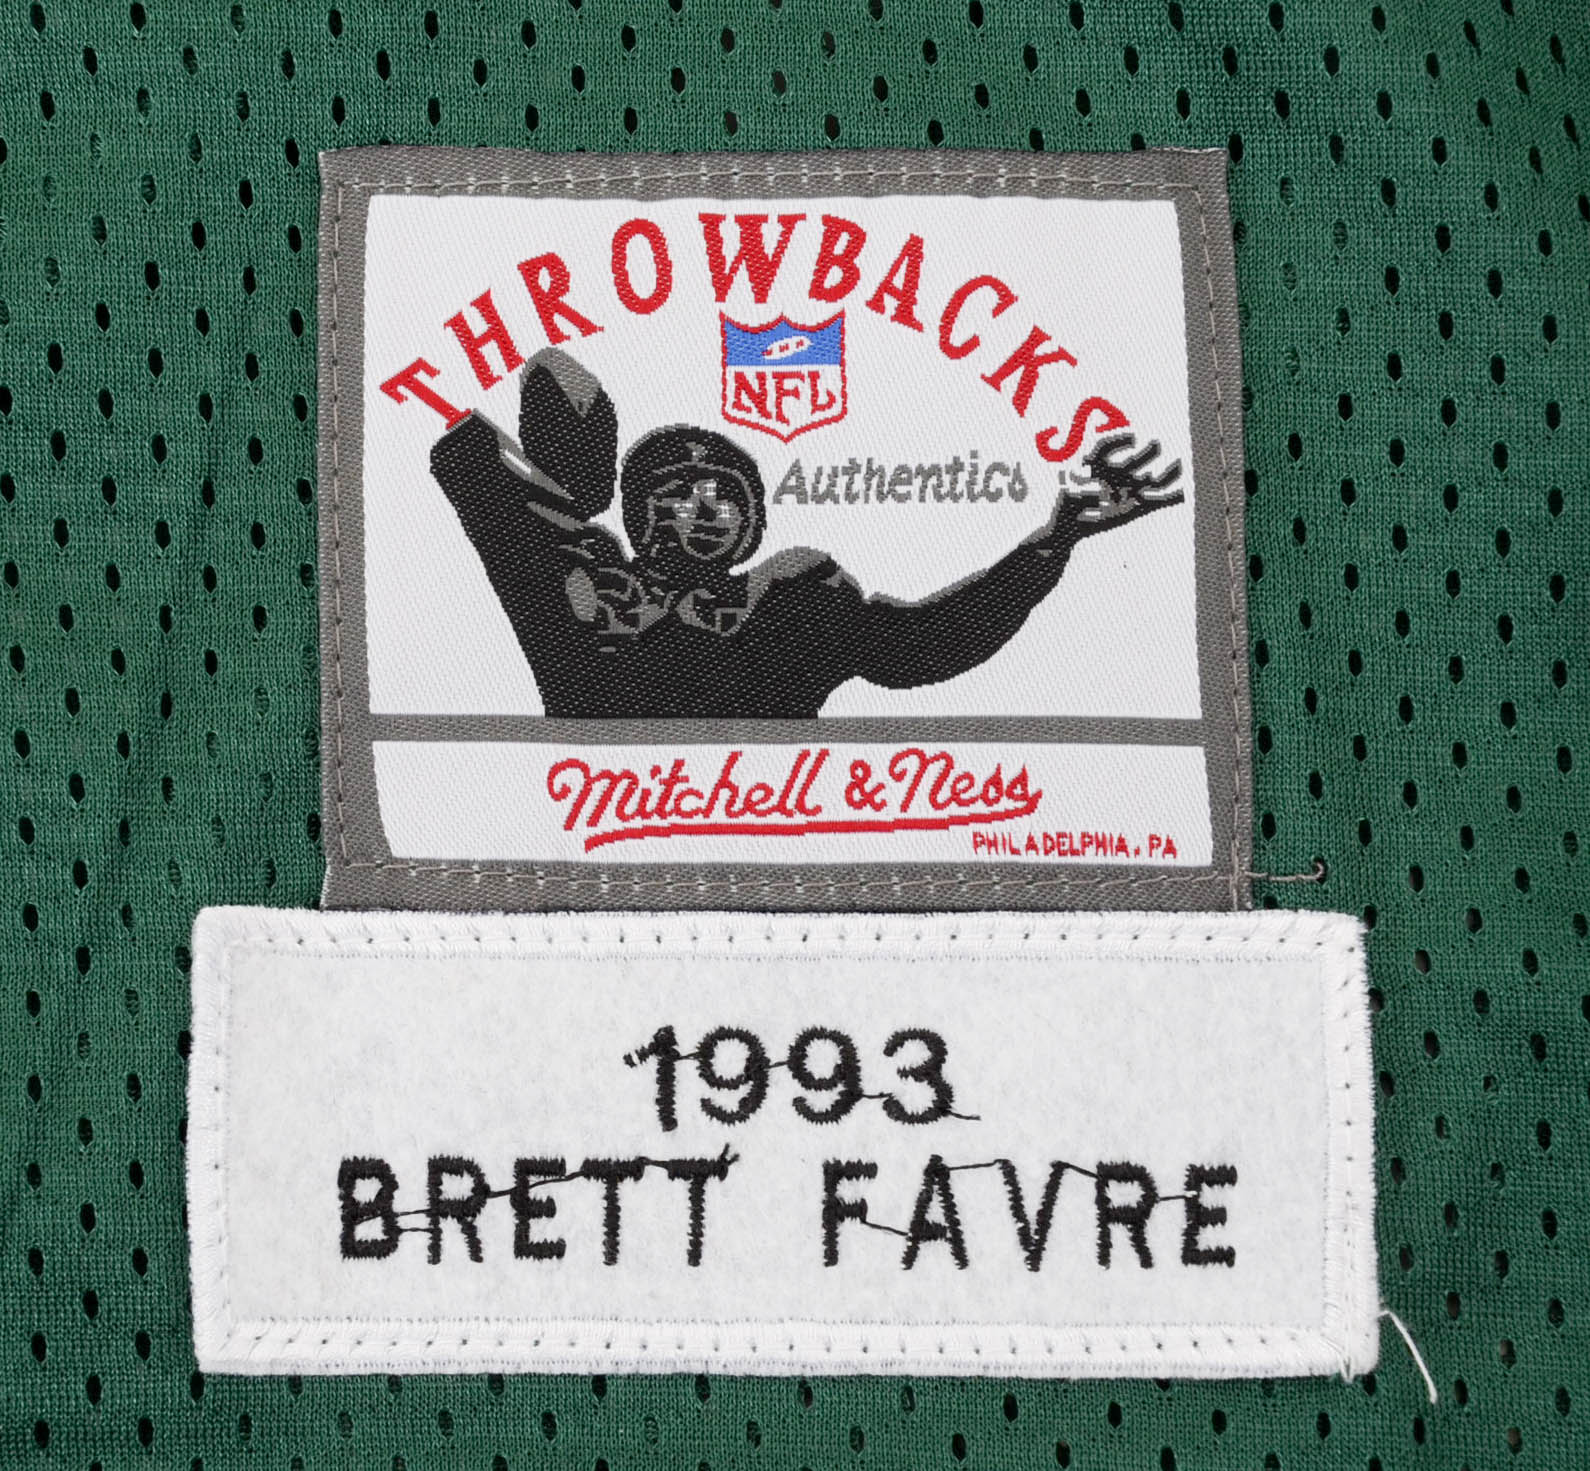 THROWBACKS
NFL
Authentics
Mitchell & Ness
PHILADELPHIA, PA
1993
BRETT FAVRE